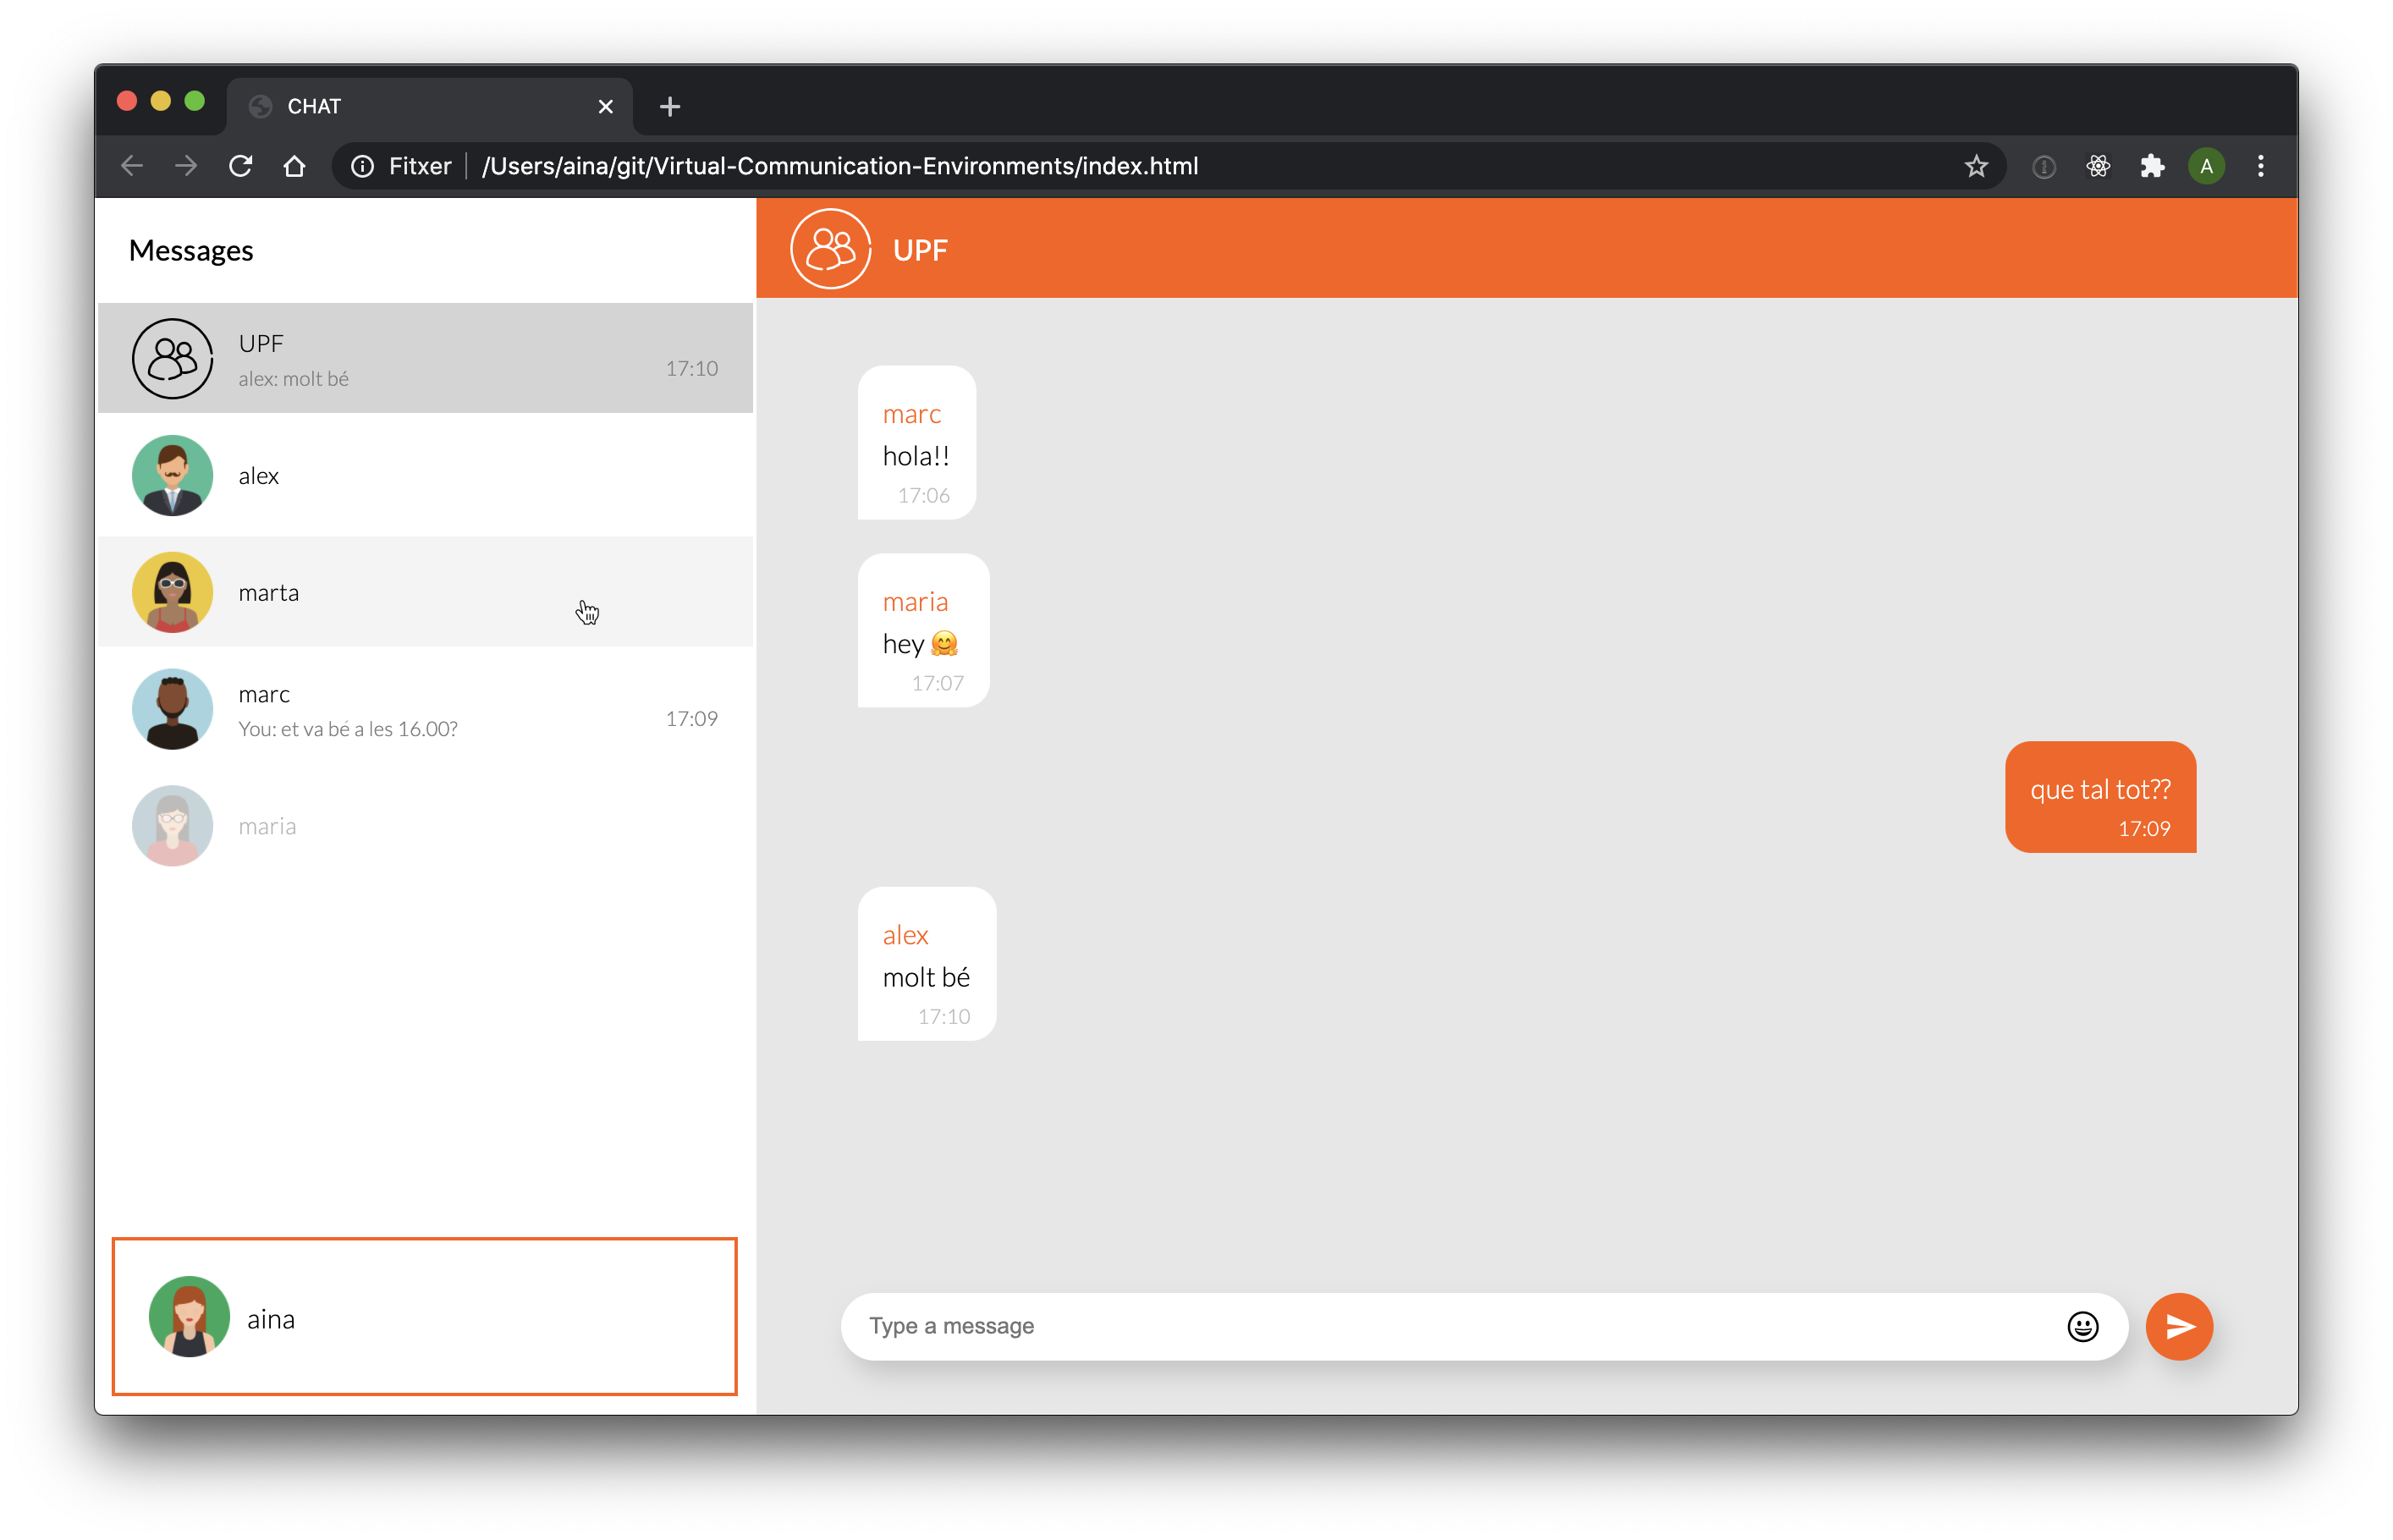 CHAT
Fitxer /Users/aina/git/Virtual-Communication-Environments/index.html
A
Messages
UPF
alex: molt bé
17:10
alex
marta
marc
You: et va bé a les 16.00?
17:09
maria
aina
UPF
marc
hola!!
17:06
maria
hey 🤗
17:07
que tal tot??
17:09
alex
molt bé
17:10
Type a message